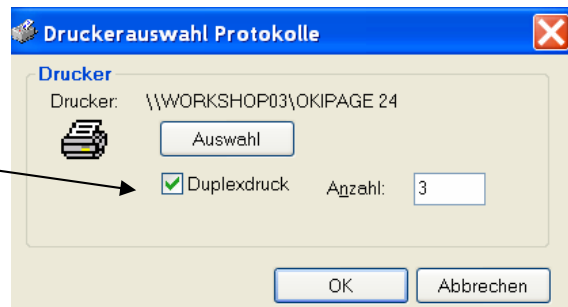 Druckerauswahl Protokolle
Drucker
Drucker: \\WORKSHOP03\OKIPAGE 24
Auswahl
Duplexdruck Anzahl: 3
OK Abbrechen